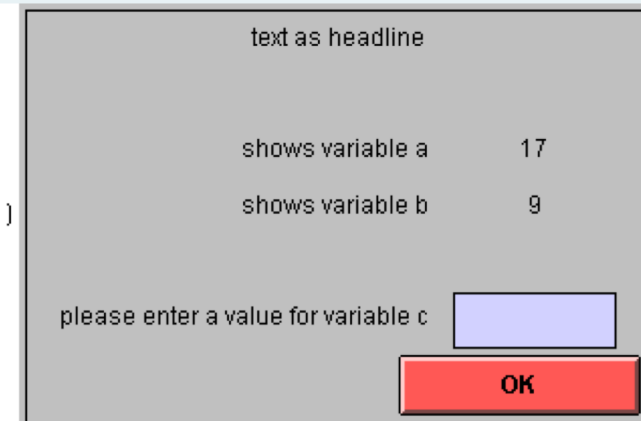 text as headline
shows variable a 17
shows variable b 9
)
please enter a value for variable c
OK